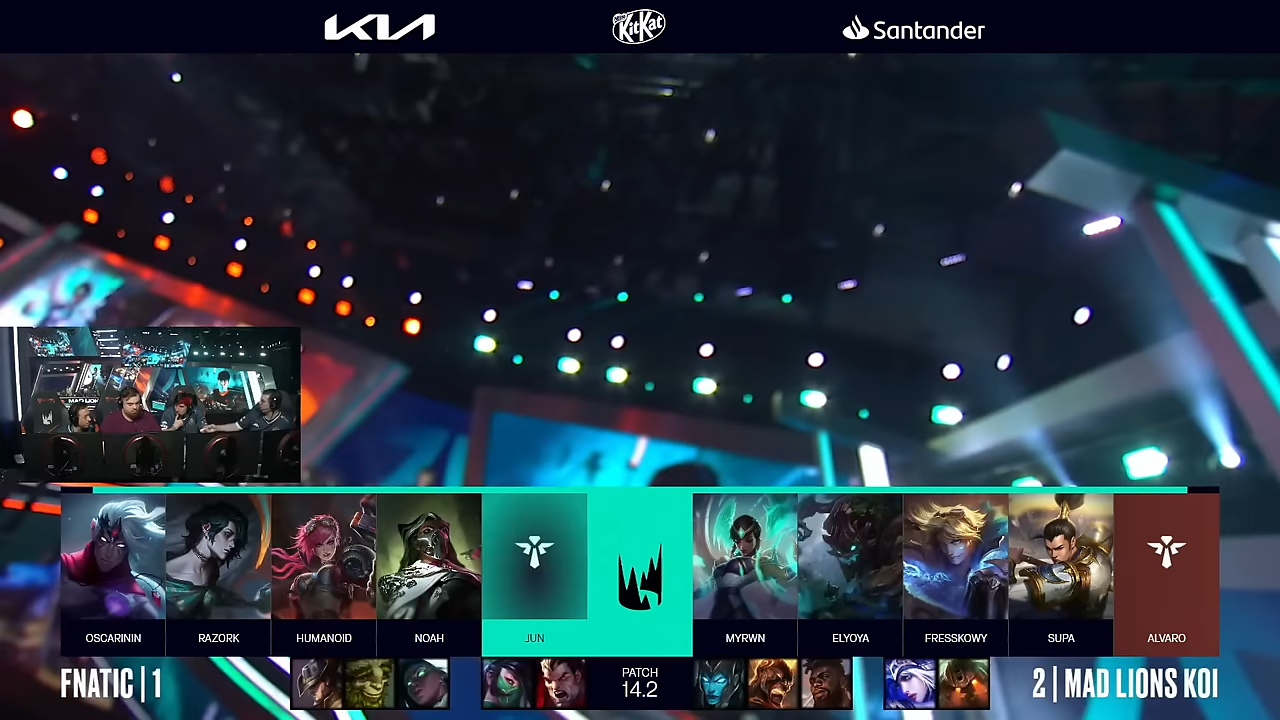 KIA
KitKat
Santander
OSCARININ
RAZORK
HUMANOID
NOAH
JUN
MYRWN
ELYOYA
FRESSKOWY
SUPA
ALVARO
FNATIC | 1
PATCH
14.2
2 | MAD LIONS KOI